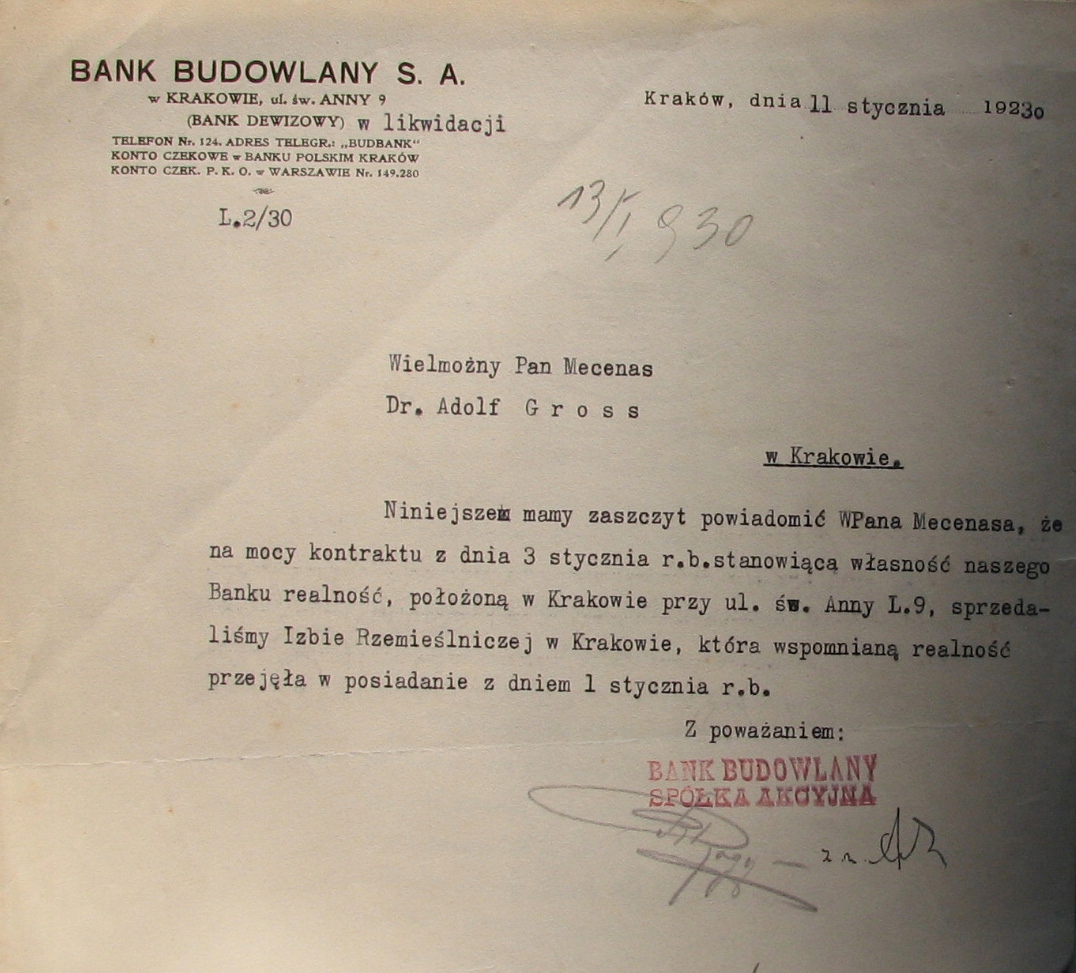 BANK BUDOWLANY S. A.
w KRAKOWIE, ul. św. ANNY 9
(BANK DEWIZOWY) w likwidacji
TELEFON Nr. 124. ADRES TELEGR.: „BUDBANK"
KONTO CZEKOWE w BANKU POLSKIM KRAKÓW
KONTO CZEK. P. K. O. w WARSZAWIE Nr. 149.280
L.2/30
Kraków, dnia 11 stycznia 19230
13/I 930
Wielmożny Pan Mecenas
Dr. Adolf G r o s s
w Krakowie.
Niniejszem mamy zaszczyt powiadomić WPana Mecenasa, że
na mocy kontraktu z dnia 3 stycznia r.b.stanowiącą własność naszego
Banku realność, położoną w Krakowie przy ul. św. Anny L.9, sprzeda-
liśmy Izbie Rzemieślniczej w Krakowie, która wspomnianą realność
przejęła w posiadanie z dniem 1 stycznia r.b.
Z poważaniem:
BANK BUDOWLANY
SPÓŁKA AKCYJNA